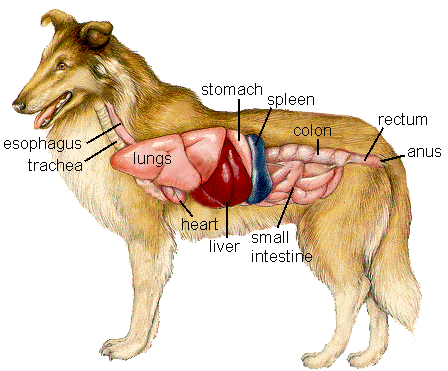 stomach
spleen
colon
rectum
esophagus
anus
trachea
lungs
heart
small
intestine
liver